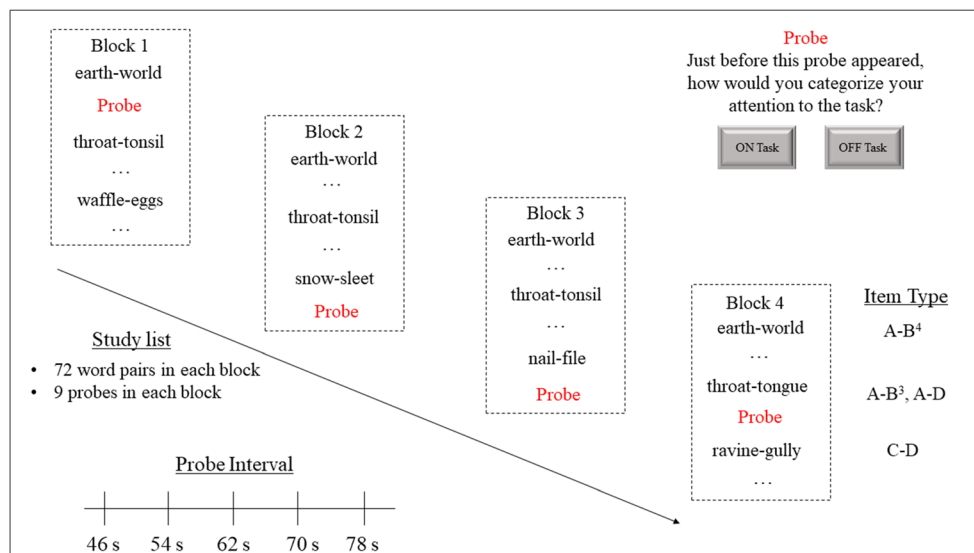 Block 1
earth-world
Probe
throat-tonsil
…
waffle-eggs
…
Block 2
earth-world
…
throat-tonsil
…
snow-sleet
Probe
Block 3
earth-world
…
throat-tonsil
…
nail-file
Probe
Block 4
earth-world
…
throat-tongue
Probe
ravine-gully
…
Probe
Just before this probe appeared,
how would you categorize your
attention to the task?
ON Task
OFF Task
Item Type
A-B⁴
A-B³, A-D
C-D
Study list
• 72 word pairs in each block
• 9 probes in each block
Probe Interval
46 s 54 s 62 s 70 s 78 s